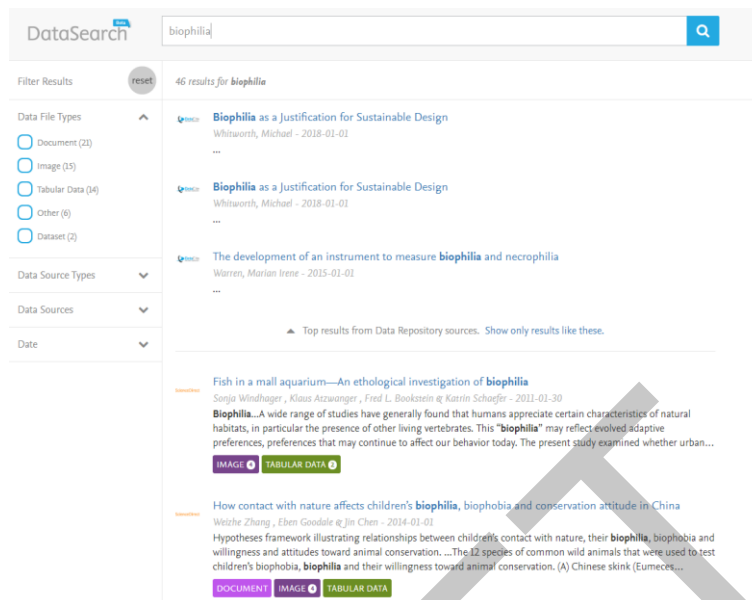 DataSearch
Beta
biophilia
Filter Results
reset
46 results for biophilia
Data File Types
Document (21)
Image (15)
Tabular Data (14)
Other (6)
Dataset (2)
Data Source Types
Data Sources
Date
Biophilia as a Justification for Sustainable Design
Whitworth, Michael - 2018-01-01
...
Biophilia as a Justification for Sustainable Design
Whitworth, Michael - 2018-01-01
...
The development of an instrument to measure biophilia and necrophilia
Warren, Marian Irene - 2015-01-01
...
Top results from Data Repository sources. Show only results like these.
Fish in a mall aquarium—An ethological investigation of biophilia
Sonja Windhager , Klaus Atzwanger , Fred L. Bookstein & Katrin Schaefer - 2011-01-30
Biophilia...A wide range of studies have generally found that humans appreciate certain characteristics of natural
habitats, in particular the presence of other living vertebrates. This "biophilia" may reflect evolved adaptive
preferences, preferences that may continue to affect our behavior today. The present study examined whether urban...
IMAGE 4 TABULAR DATA 2
How contact with nature affects children's biophilia, biophobia and conservation attitude in China
Weizhe Zhang , Eben Goodale & Jin Chen - 2014-01-01
Hypotheses framework illustrating relationships between children's contact with nature, their biophilia, biophobia and
willingness and attitudes toward animal conservation. ...The 12 species of common wild animals that were used to test
children's biophobia, biophilia and their willingness toward animal conservation. (A) Chinese skink (Eumeces...
DOCUMENT IMAGE 4 TABULAR DATA